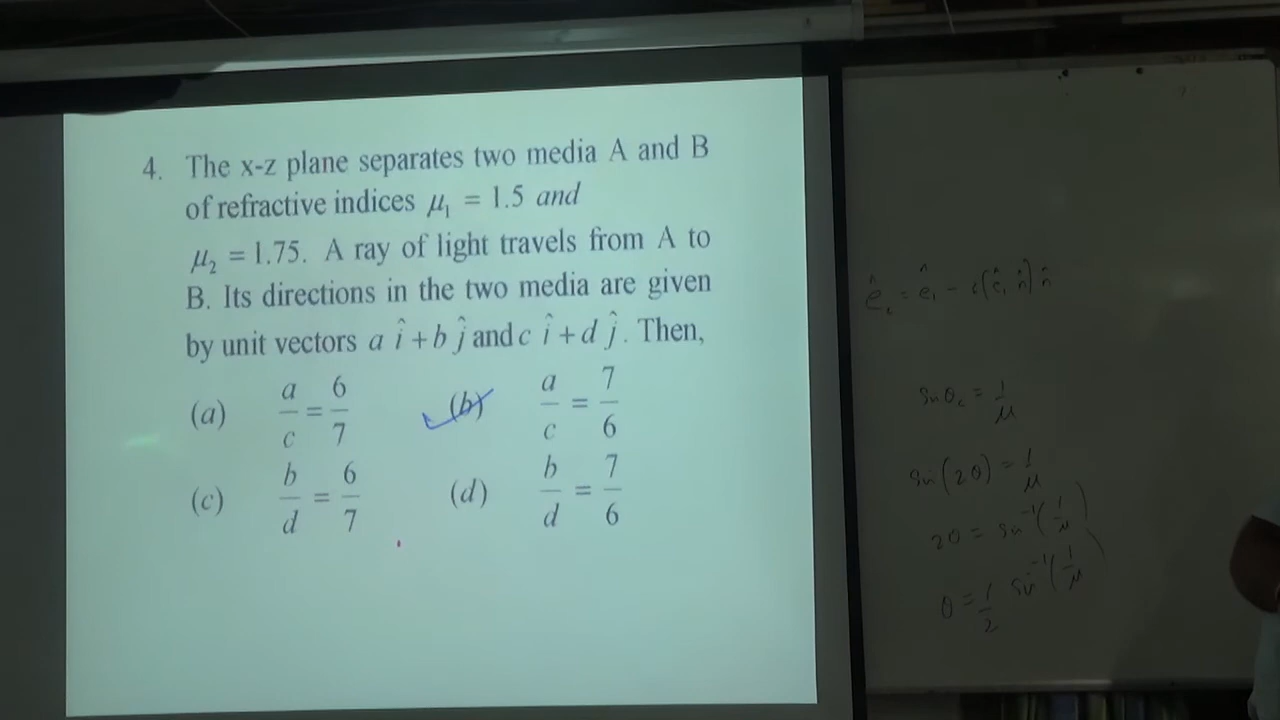 4. The x-z plane separates two media A and B
of refractive indices μ₁ = 1.5 and
μ₂ = 1.75. A ray of light travels from A to
B. Its directions in the two media are given
by unit vectors a î + b ĵ and c î + d ĵ. Then,
(a) a/c = 6/7 (b) a/c = 7/6
(c) b/d = 6/7 (d) b/d = 7/6
sinθc = 1/μ
sin(2θ) = 1/μ
2θ = sin⁻¹(1/μ)
θ = 1/2 sin⁻¹(1/μ)